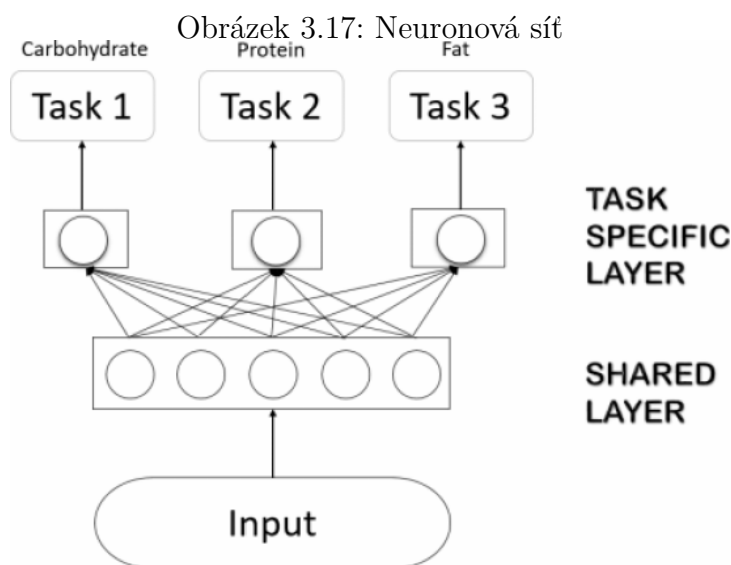 Obrázek 3.17: Neuronová síť
Carbohydrate
Protein
Fat
Task 1
Task 2
Task 3
TASK
SPECIFIC
LAYER
SHARED
LAYER
Input